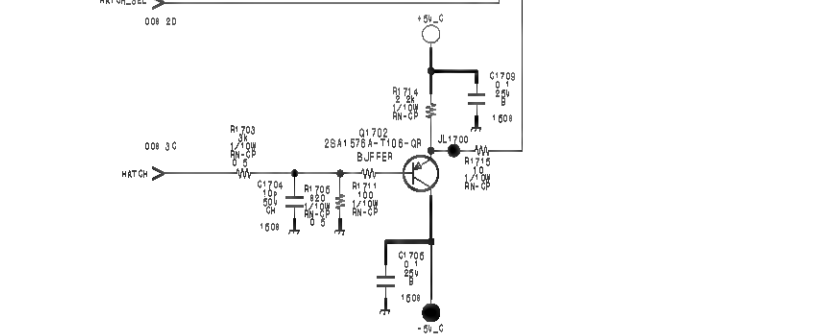 HATCH_SEL
008 2D
+5V_C
C1709
0.1
25V
B
1608
R1714
2.2k
1/10W
RN-CP
Q1702
2SA1576A-T106-QR
BUFFER
JL1700
R1715
10
1/10W
RN-CP
R1703
3k
1/10W
RN-CP
0.5
008 3C
HATCH
C1704
10p
50V
CH
1608
R1705
820
1/10W
RN-CP
0.5
R1711
100
1/10W
RN-CP
C1705
0.1
25V
B
1608
-5V_C